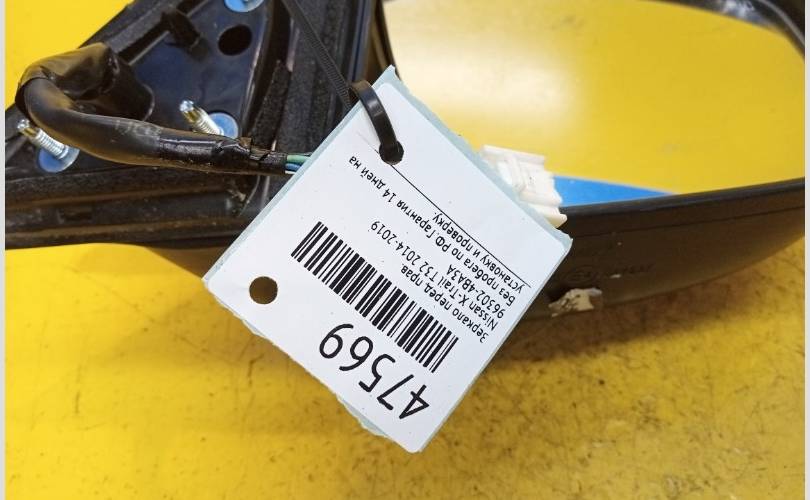 47569
зеркало перед прав
Nissan X-Trail T32 2014-2019
96302-4BA3A
Без пробега по РФ.Гарантия 14 дней на
установку и проверку.